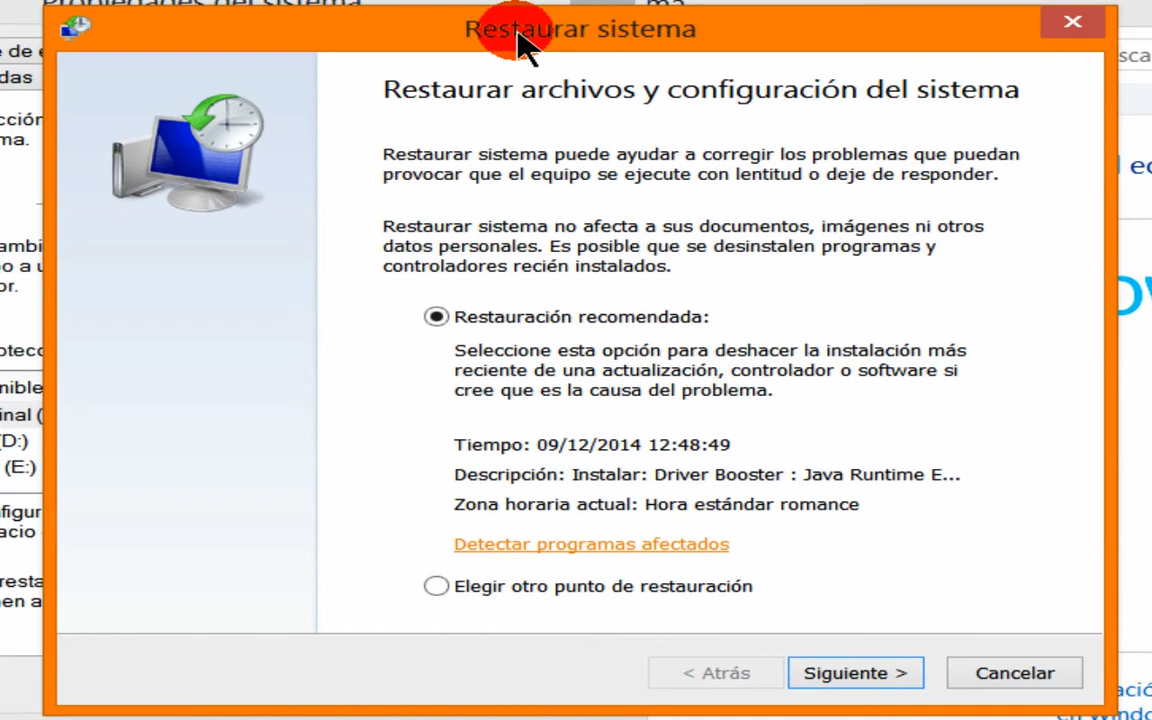 Propiedades del sistema
Restaurar sistema
Restaurar archivos y configuración del sistema
Restaurar sistema puede ayudar a corregir los problemas que puedan
provocar que el equipo se ejecute con lentitud o deje de responder.
Restaurar sistema no afecta a sus documentos, imágenes ni otros
datos personales. Es posible que se desinstalen programas y
controladores recién instalados.
Restauración recomendada:
Seleccione esta opción para deshacer la instalación más
reciente de una actualización, controlador o software si
cree que es la causa del problema.
Tiempo: 09/12/2014 12:48:49
Descripción: Instalar: Driver Booster : Java Runtime E...
Zona horaria actual: Hora estándar romance
Detectar programas afectados
Elegir otro punto de restauración
< Atrás
Siguiente >
Cancelar
(D:)
(E:)